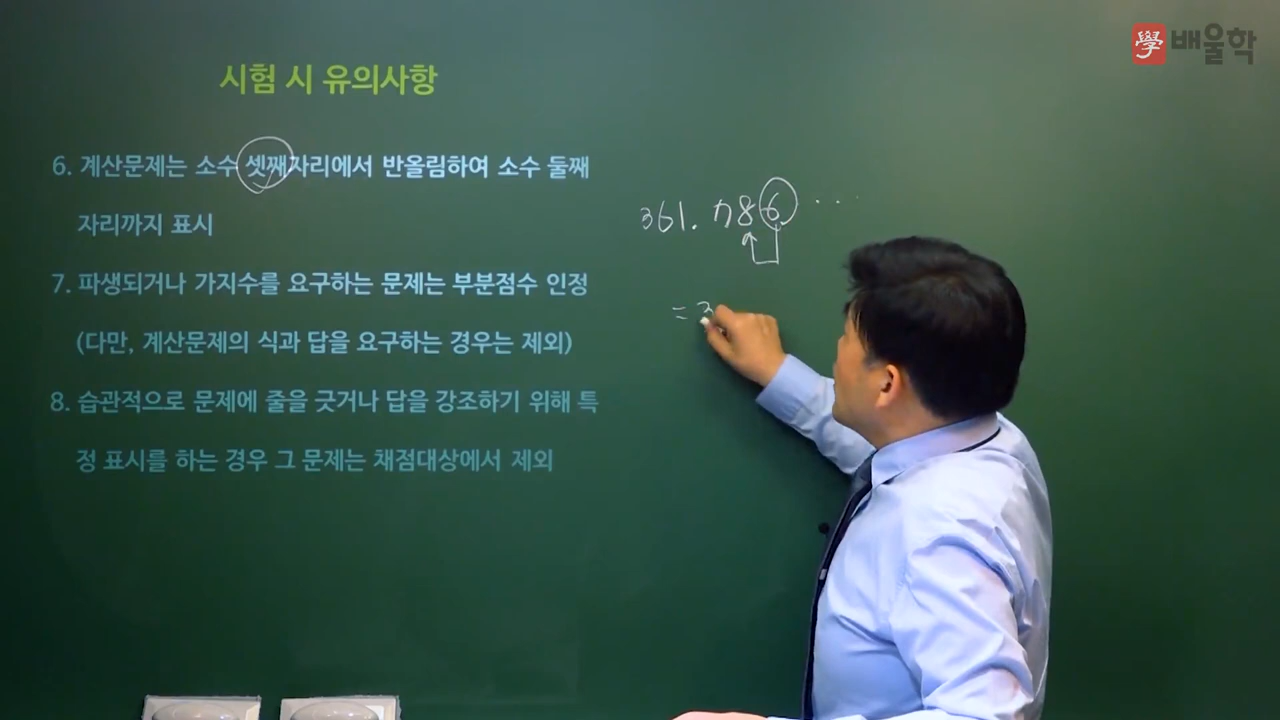 學 배울학
시험 시 유의사항
6. 계산문제는 소수 셋째자리에서 반올림하여 소수 둘째
자리까지 표시
7. 파생되거나 가지수를 요구하는 문제는 부분점수 인정
(다만, 계산문제의 식과 답을 요구하는 경우는 제외)
8. 습관적으로 문제에 줄을 긋거나 답을 강조하기 위해 특
정 표시를 하는 경우 그 문제는 채점대상에서 제외
361.786 ...
= 3